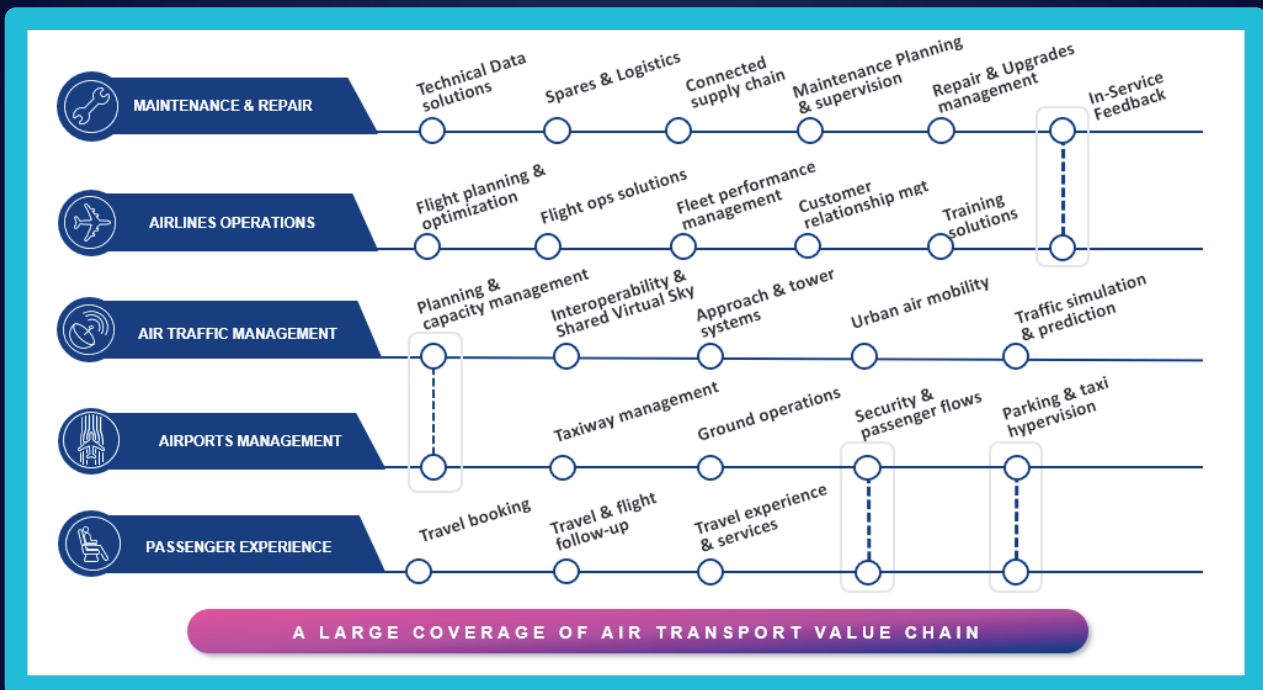 MAINTENANCE & REPAIR
Technical Data
solutions
Spares & Logistics
Connected
supply chain
Maintenance Planning
& supervision
Repair & Upgrades
management
In-Service
Feedback
AIRLINES OPERATIONS
Flight planning &
optimization
Flight ops solutions
Fleet performance
management
Customer
relationship mgt
Training
solutions
AIR TRAFFIC MANAGEMENT
Planning &
capacity management
Interoperability &
Shared Virtual Sky
Approach & tower
systems
Urban air mobility
Traffic simulation
& prediction
AIRPORTS MANAGEMENT
Taxiway management
Ground operations
Security &
passenger flows
Parking & taxi
hypervision
PASSENGER EXPERIENCE
Travel booking
Travel & flight
follow-up
Travel experience
& services
A LARGE COVERAGE OF AIR TRANSPORT VALUE CHAIN